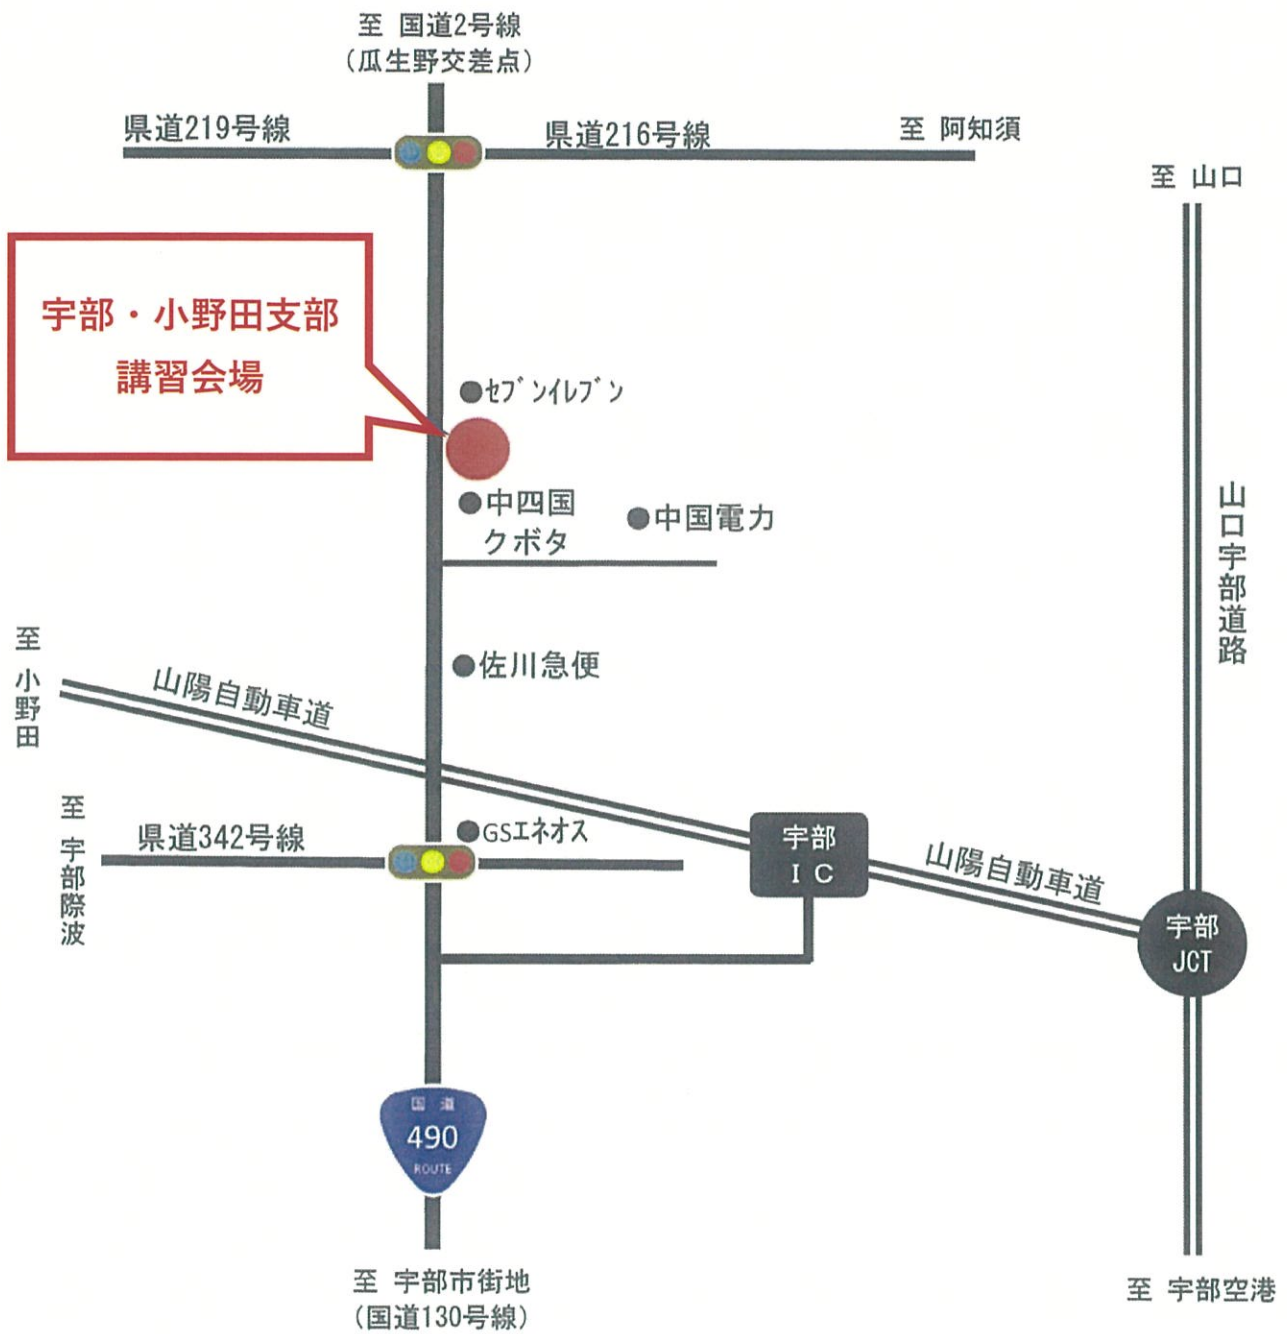 至 国道2号線
(瓜生野交差点)
県道219号線
県道216号線
至 阿知須
至 山口
宇部・小野田支部
講習会場
セブンイレブン
中四国
クボタ
中国電力
山口宇部道路
至 小野田
山陽自動車道
佐川急便
至 宇部際波
県道342号線
GSエネオス
宇部
IC
山陽自動車道
宇部
JCT
国道
490
ROUTE
至 宇部市街地
(国道130号線)
至 宇部空港